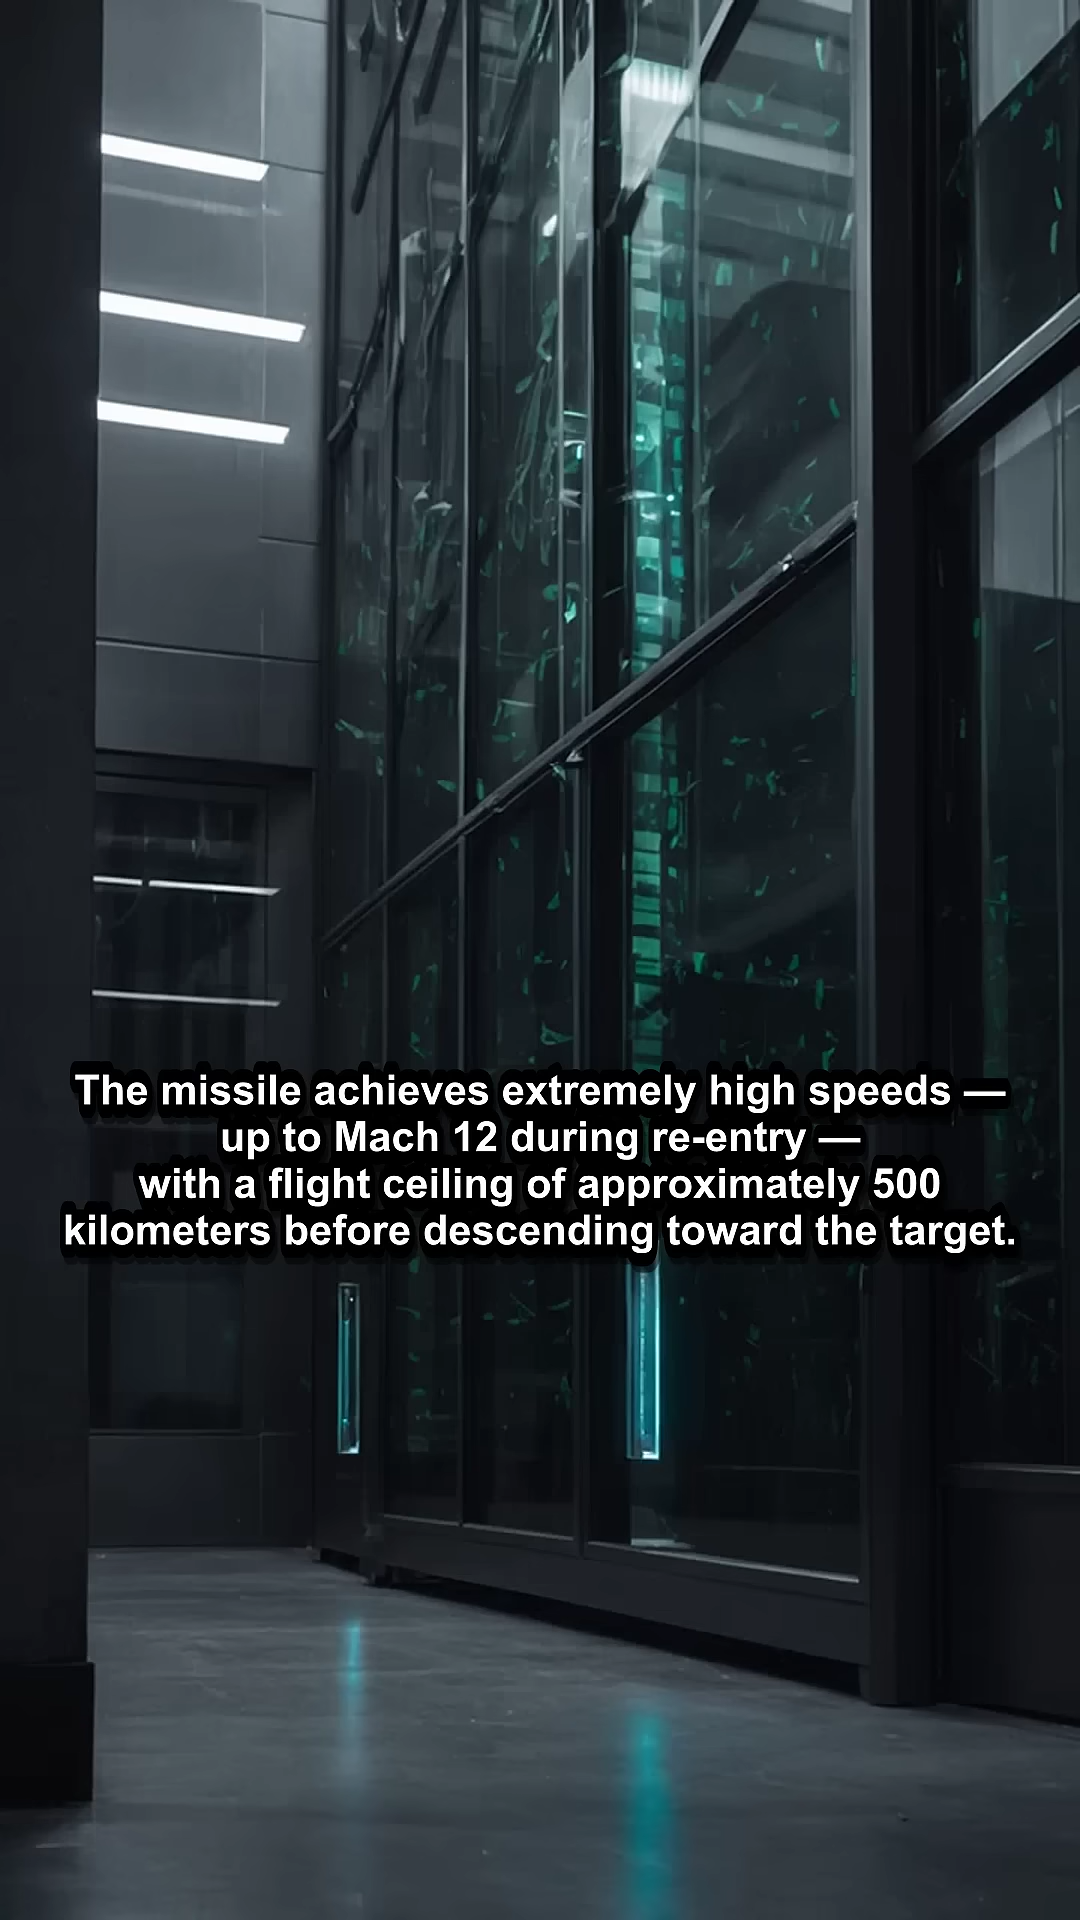 The missile achieves extremely high speeds —
up to Mach 12 during re-entry —
with a flight ceiling of approximately 500
kilometers before descending toward the target.